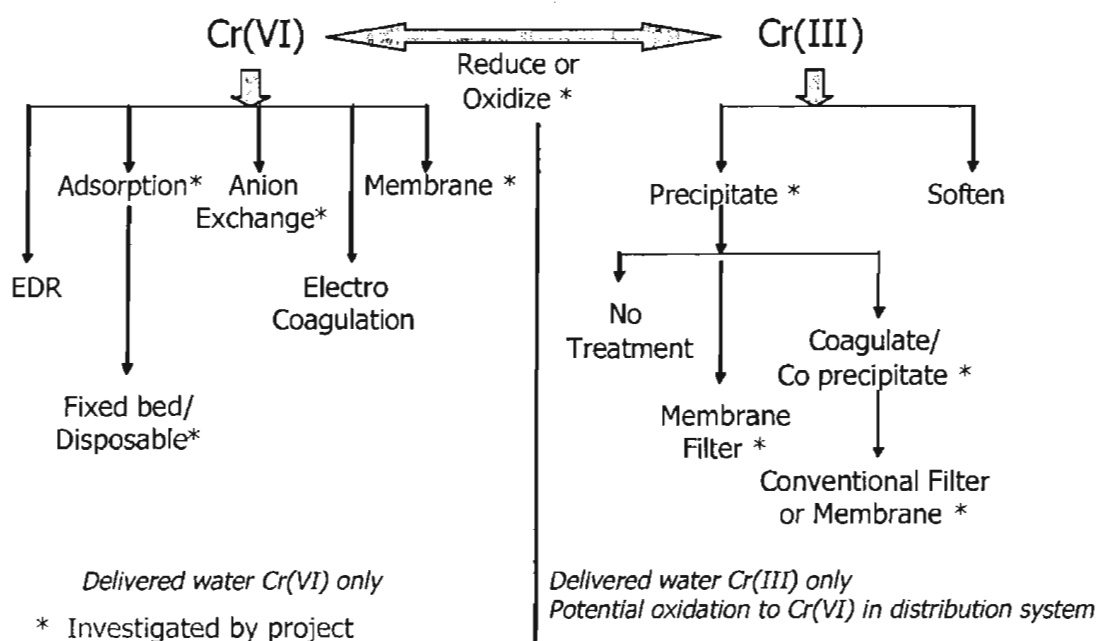 Cr(VI)
Cr(III)
Reduce or
Oxidize *
Adsorption*
Anion
Exchange*
Membrane *
EDR
Electro
Coagulation
Fixed bed/
Disposable*
Precipitate *
Soften
No
Treatment
Membrane
Filter *
Coagulate/
Co precipitate *
Conventional Filter
or Membrane *
Delivered water Cr(VI) only
* Investigated by project
Delivered water Cr(III) only
Potential oxidation to Cr(VI) in distribution system